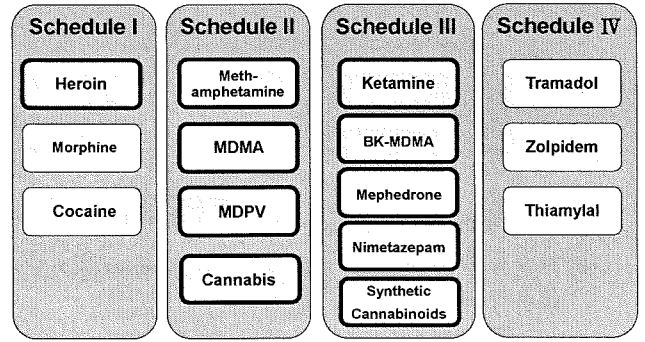 Schedule I
Heroin
Morphine
Cocaine
Schedule II
Meth-
amphetamine
MDMA
MDPV
Cannabis
Schedule III
Ketamine
BK-MDMA
Mephedrone
Nimetazepam
Synthetic
Cannabinoids
Schedule Ⅳ
Tramadol
Zolpidem
Thiamylal